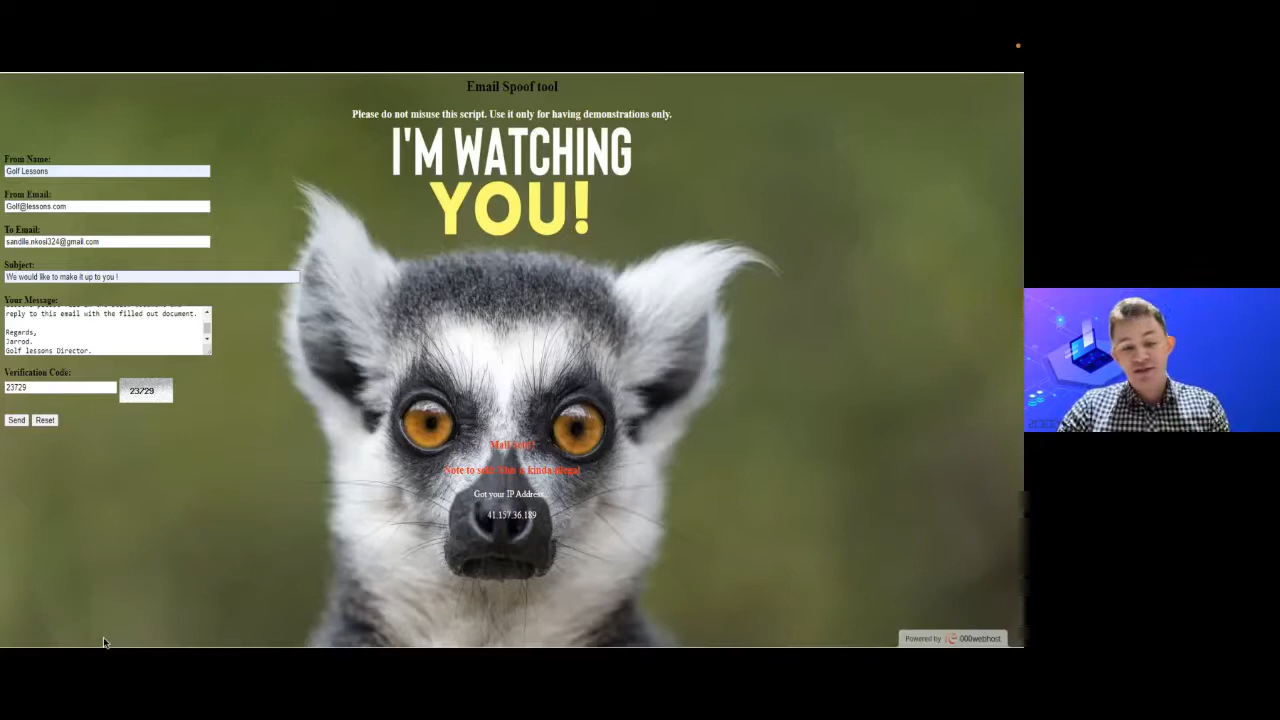 Email Spoof tool
Please do not misuse this script. Use it only for having demonstrations only.
I'M WATCHING
YOU!
From Name:
Golf Lessons
From Email:
Golf@lessons.com
To Email:
sandile.nkosi324@gmail.com
Subject:
We would like to make it up to you !
Your Message:
reply to this email with the filled out document.
Regards,
Jarrod.
Golf lessons Director.
Verification Code:
23729
23729
Send Reset
Mail sent!
Note to self: This is kinda illegal
Got your IP Address.
41.157.36.189
Powered by 000webhost